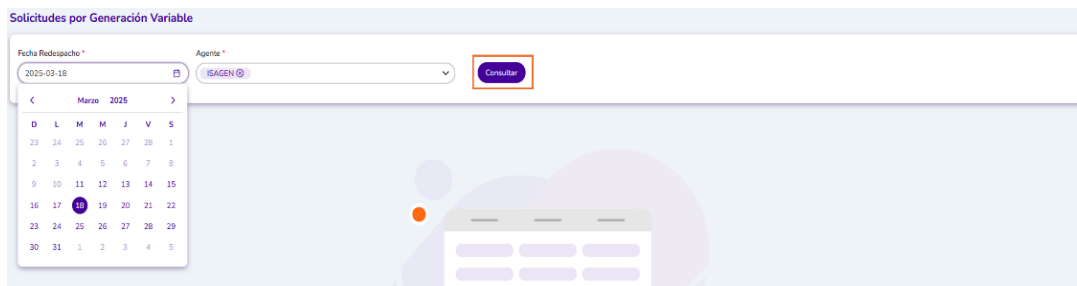 Solicitudes por Generación Variable
Fecha Redespacho * Agente *
2025-03-18 ISAGEN Consultar
Marzo 2025
D L M M J V S
23 24 25 26 27 28 1
2 3 4 5 6 7 8
9 10 11 12 13 14 15
16 17 18 19 20 21 22
23 24 25 26 27 28 29
30 31 1 2 3 4 5